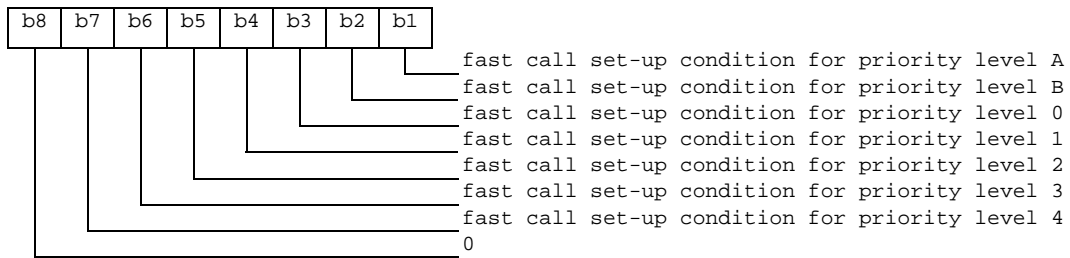 b8 b7 b6 b5 b4 b3 b2 b1
fast call set-up condition for priority level A
fast call set-up condition for priority level B
fast call set-up condition for priority level 0
fast call set-up condition for priority level 1
fast call set-up condition for priority level 2
fast call set-up condition for priority level 3
fast call set-up condition for priority level 4
0